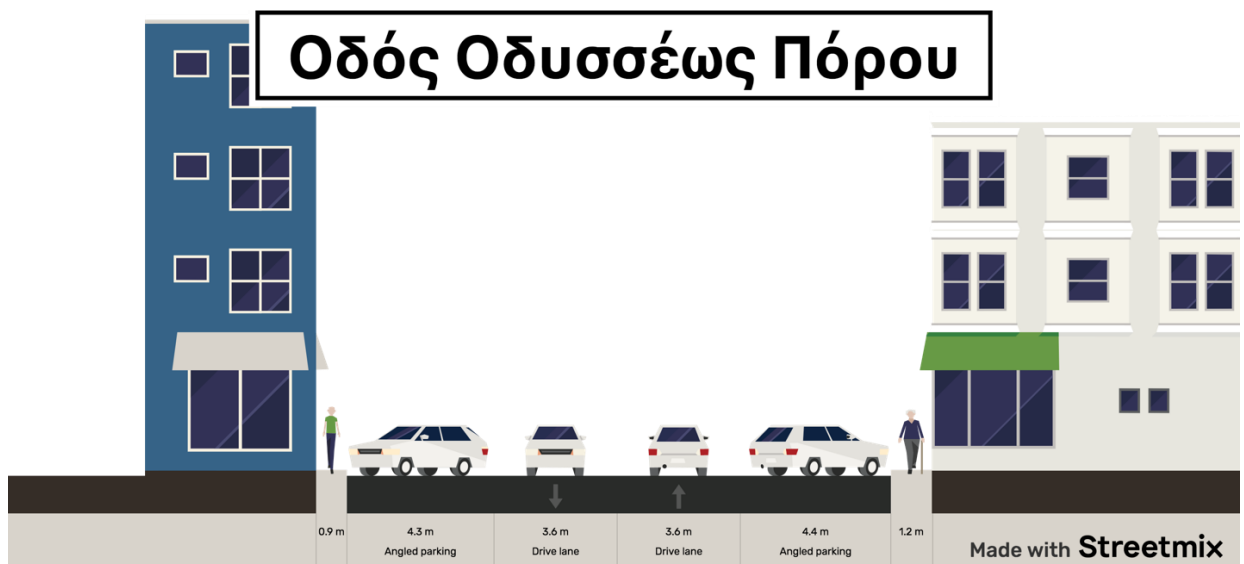 Οδός Οδυσσέως Πόρου
0.9 m 4.3 m 3.6 m 3.6 m 4.4 m 1.2 m
Angled parking Drive lane Drive lane Angled parking
Made with Streetmix